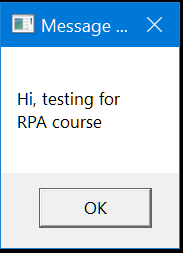 Message ...
Hi, testing for
RPA course
OK